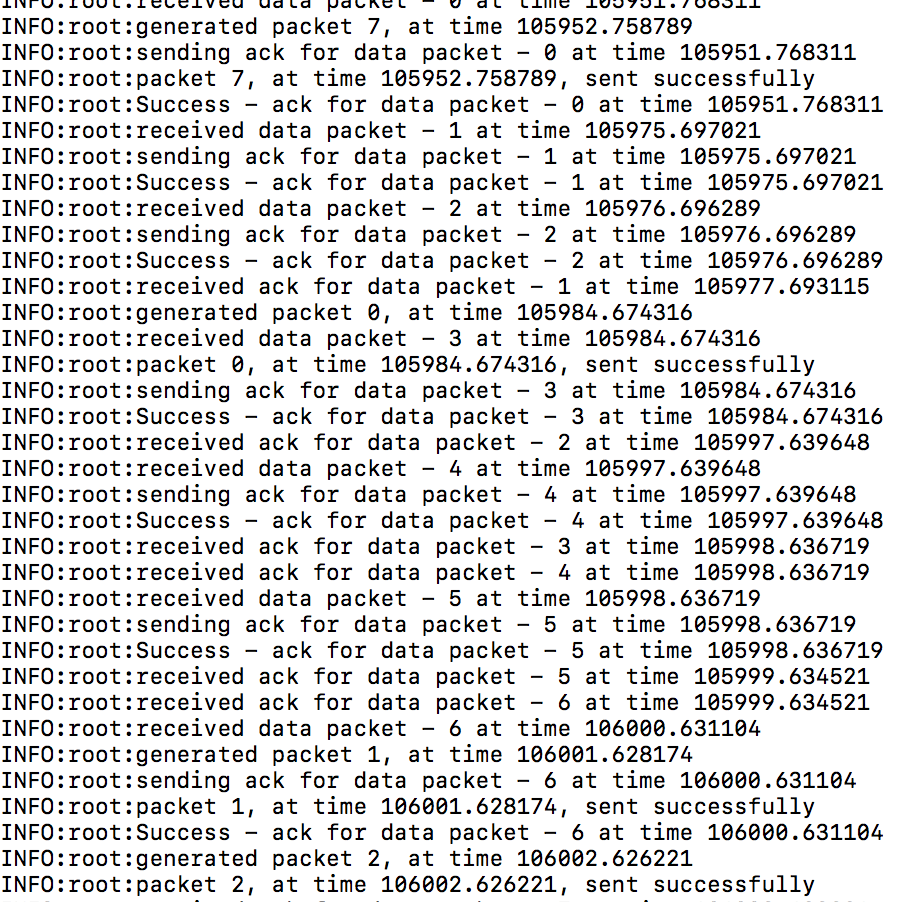 INFO:root:received data packet - 0 at time 105951.768311
INFO:root:generated packet 7, at time 105952.758789
INFO:root:sending ack for data packet - 0 at time 105951.768311
INFO:root:packet 7, at time 105952.758789, sent successfully
INFO:root:Success - ack for data packet - 0 at time 105951.768311
INFO:root:received data packet - 1 at time 105975.697021
INFO:root:sending ack for data packet - 1 at time 105975.697021
INFO:root:Success - ack for data packet - 1 at time 105975.697021
INFO:root:received data packet - 2 at time 105976.696289
INFO:root:sending ack for data packet - 2 at time 105976.696289
INFO:root:Success - ack for data packet - 2 at time 105976.696289
INFO:root:received ack for data packet - 1 at time 105977.693115
INFO:root:generated packet 0, at time 105984.674316
INFO:root:received data packet - 3 at time 105984.674316
INFO:root:packet 0, at time 105984.674316, sent successfully
INFO:root:sending ack for data packet - 3 at time 105984.674316
INFO:root:Success - ack for data packet - 3 at time 105984.674316
INFO:root:received ack for data packet - 2 at time 105997.639648
INFO:root:received data packet - 4 at time 105997.639648
INFO:root:sending ack for data packet - 4 at time 105997.639648
INFO:root:Success - ack for data packet - 4 at time 105997.639648
INFO:root:received ack for data packet - 3 at time 105998.636719
INFO:root:received ack for data packet - 4 at time 105998.636719
INFO:root:received data packet - 5 at time 105998.636719
INFO:root:sending ack for data packet - 5 at time 105998.636719
INFO:root:Success - ack for data packet - 5 at time 105998.636719
INFO:root:received ack for data packet - 5 at time 105999.634521
INFO:root:received ack for data packet - 6 at time 105999.634521
INFO:root:received data packet - 6 at time 106000.631104
INFO:root:generated packet 1, at time 106001.628174
INFO:root:sending ack for data packet - 6 at time 106000.631104
INFO:root:packet 1, at time 106001.628174, sent successfully
INFO:root:Success - ack for data packet - 6 at time 106000.631104
INFO:root:generated packet 2, at time 106002.626221
INFO:root:packet 2, at time 106002.626221, sent successfully